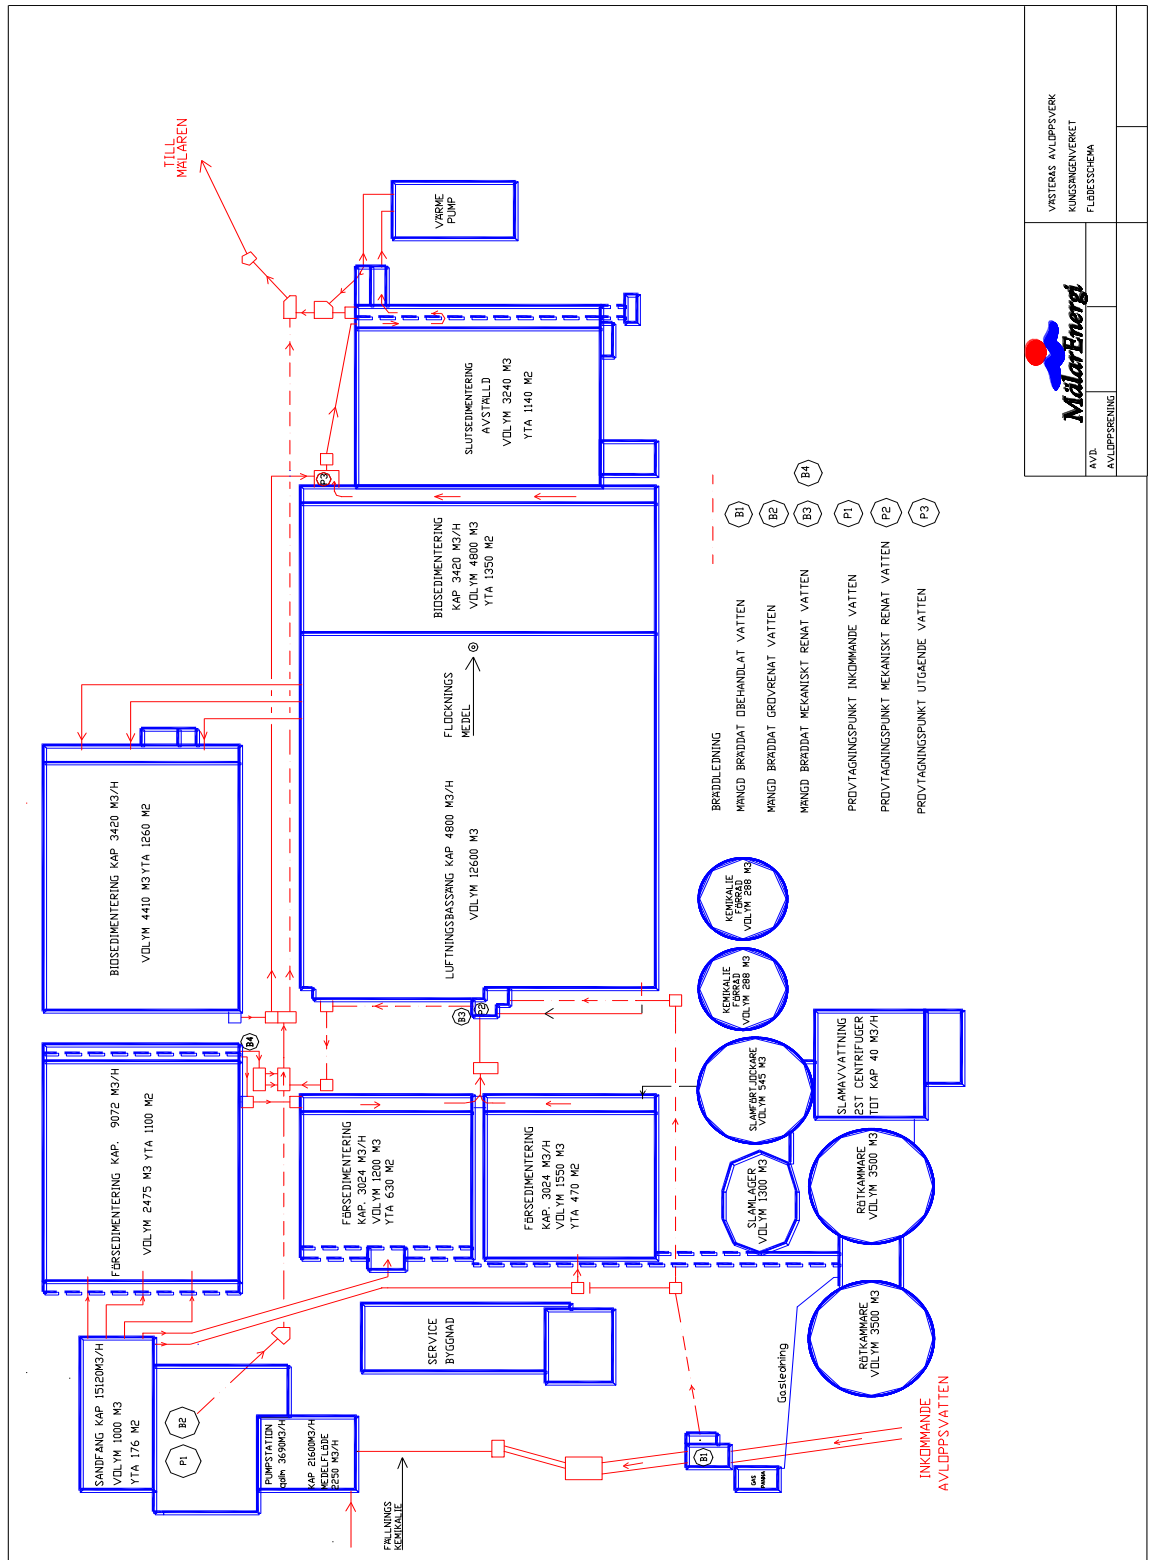 TILL
MÄLAREN
VÄRME
PUMP
SLUTSEDIMENTERING
AVSTÄLLD
VOLYM 3240 M3
YTA 1140 M2
P3
BIOSEDIMENTERING
KAP 3420 M3/H
VOLYM 4800 M3
YTA 1350 M2
FLOCKNINGS
MEDEL
LUFTNINGSBASSÄNG KAP 4800 M3/H
VOLYM 12600 M3
BIOSEDIMENTERING KAP 3420 M3/H
VOLYM 4410 M3 YTA 1260 M2
B4
B3
P2
FÖRSEDIMENTERING KAP. 9072 M3/H
VOLYM 2475 M3 YTA 1100 M2
FÖRSEDIMENTERING
KAP. 3024 M3/H
VOLYM 1200 M3
YTA 630 M2
FÖRSEDIMENTERING
KAP. 3024 M3/H
VOLYM 1550 M3
YTA 470 M2
SANDFÅNG KAP 15120M3/H
VOLYM 1000 M3
YTA 176 M2
P1
B2
PUMPSTATION
qdim 3690M3/H
KAP 21600M3/H
MEDELFLÖDE
2250 M3/H
FÄLLNINGS
KEMIKALIE
SERVICE
BYGGNAD
B1
GAS
PANNA
Gasledning
INKOMMANDE
AVLOPPSVATTEN
RÖTKAMMARE
VOLYM 3500 M3
RÖTKAMMARE
VOLYM 3500 M3
SLAMLAGER
VOLYM 1300 M3
SLAMFÖRTJOCKARE
VOLYM 545 M3
SLAMAVVATTNING
2ST CENTRIFUGER
TOT KAP 40 M3/H
KEMIKALIE
FÖRRÅD
VOLYM 288 M3
KEMIKALIE
FÖRRÅD
VOLYM 288 M3
BRÄDDLEDNING
MÄNGD BRÄDDAT OBEHANDLAT VATTEN B1
MÄNGD BRÄDDAT GROVRENAT VATTEN B2
MÄNGD BRÄDDAT MEKANISKT RENAT VATTEN B3 B4
PROVTAGNINGSPUNKT INKOMMANDE VATTEN P1
PROVTAGNINGSPUNKT MEKANISKT RENAT VATTEN P2
PROVTAGNINGSPUNKT UTGÅENDE VATTEN P3
MälarEnergi
AVD.
AVLOPPSRENING
VÄSTERÅS AVLOPPSVERK
KUNGSÄNGENVERKET
FLÖDESSCHEMA